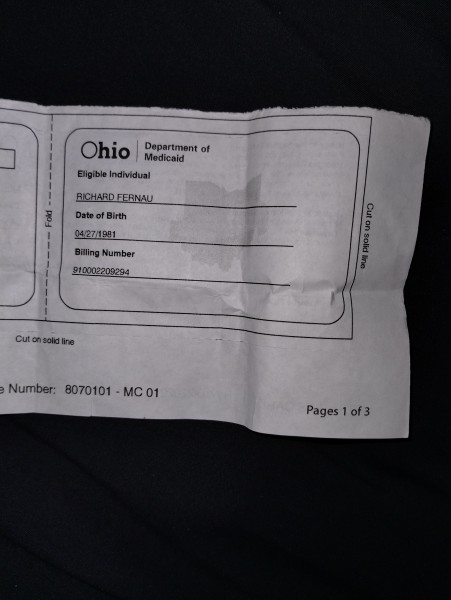 Ohio Department of Medicaid
Eligible Individual
RICHARD FERNAU
Date of Birth
04/27/1981
Billing Number
910002209294
Fold
Cut on solid line
Cut on solid line
e Number: 8070101 - MC 01
Pages 1 of 3